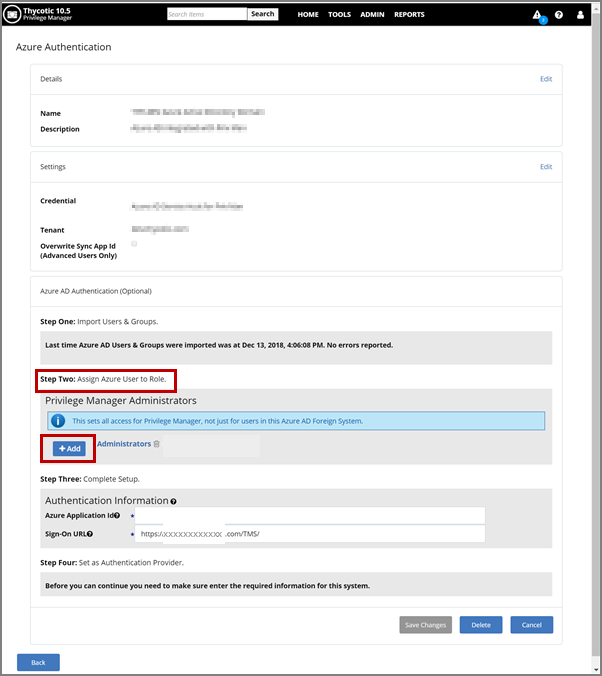 Thycotic 10.5
Privilege Manager
Search items
Search
HOME TOOLS ADMIN REPORTS
?
Azure Authentication
Details Edit
Name
Description
Settings Edit
Credential
Tenant
Overwrite Sync App Id
(Advanced Users Only)
Azure AD Authentication (Optional)
Step One: Import Users & Groups.
Last time Azure AD Users & Groups were imported was at Dec 13, 2018, 4:06:08 PM. No errors reported.
Step Two: Assign Azure User to Role.
Privilege Manager Administrators
This sets all access for Privilege Manager, not just for users in this Azure AD Foreign System.
+ Add Administrators
Step Three: Complete Setup.
Authentication Information ?
Azure Application Id? *
Sign-On URL? * https://XXXXXXXXXXXX .com/TMS/
Step Four: Set as Authentication Provider.
Before you can continue you need to make sure enter the required information for this system.
Save Changes Delete Cancel
Back